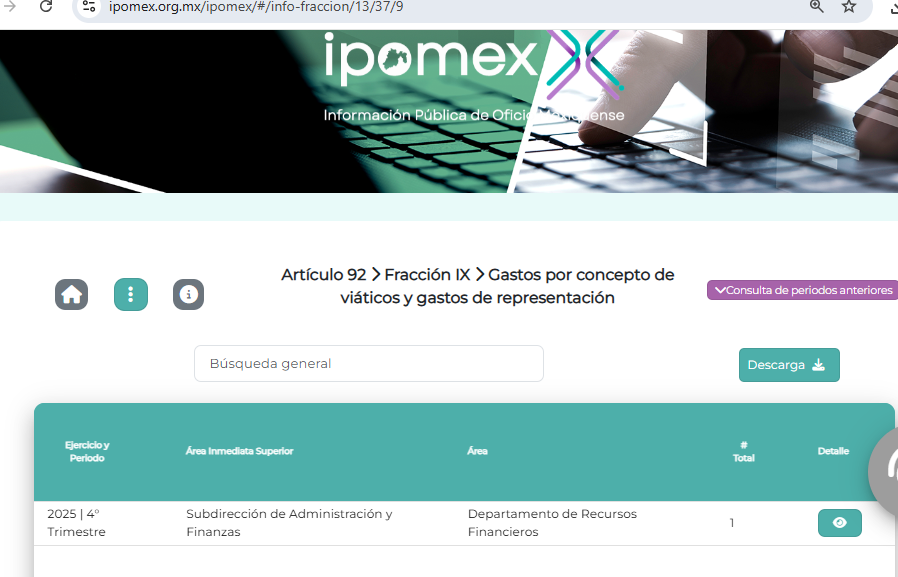 ipomex.org.mx/ipomex/#/info-fraccion/13/37/9
ipomex
Información Pública de Oficio Mexiquense
Artículo 92 > Fracción IX > Gastos por concepto de
viáticos y gastos de representación
Consulta de periodos anteriores
Búsqueda general
Descarga
Ejercicio y
Periodo
Área Inmediata Superior
Área
#
Total
Detalle
2025 | 4°
Trimestre
Subdirección de Administración y
Finanzas
Departamento de Recursos
Financieros
1